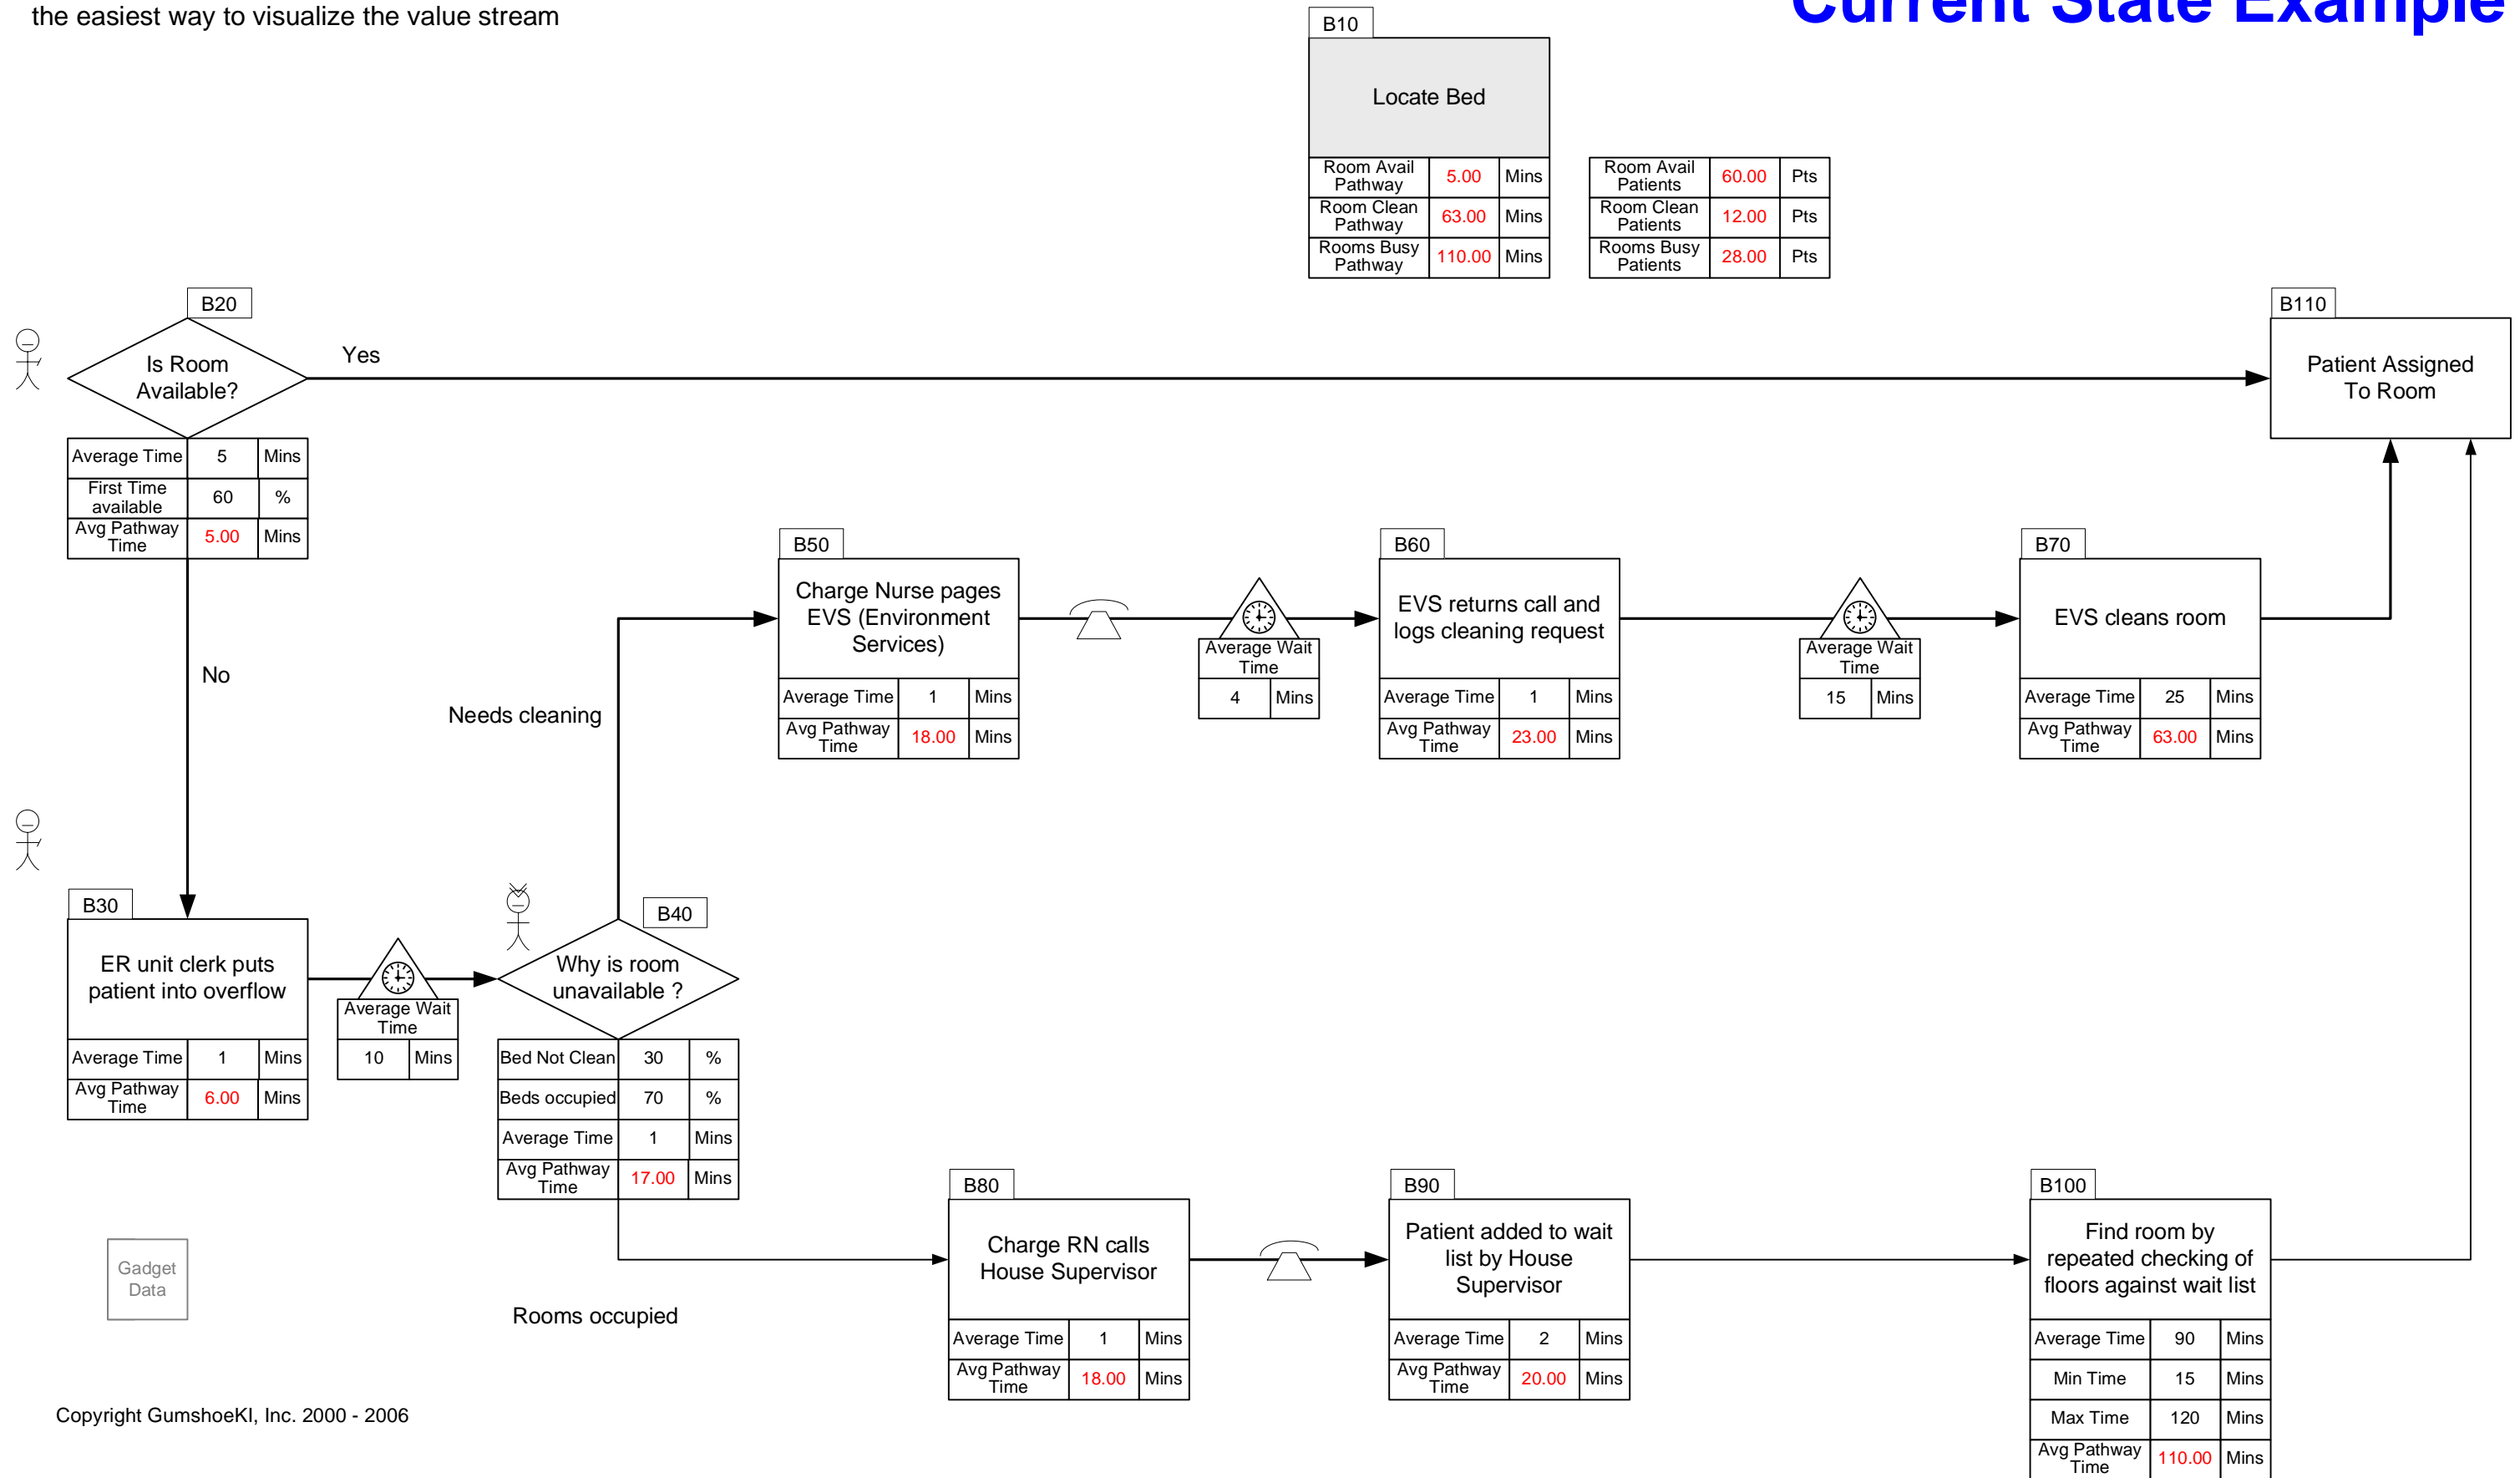 the easiest way to visualize the value stream
Current State Example
B10
Locate Bed
Room Avail
Pathway
5.00
Mins
Room Clean
Pathway
63.00
Mins
Rooms Busy
Pathway
110.00
Mins
Room Avail
Patients
60.00
Pts
Room Clean
Patients
12.00
Pts
Rooms Busy
Patients
28.00
Pts
B20
Is Room
Available?
Yes
Average Time
5
Mins
First Time
available
60
%
Avg Pathway
Time
5.00
Mins
No
B110
Patient Assigned
To Room
B50
Charge Nurse pages
EVS (Environment
Services)
Average Time
1
Mins
Avg Pathway
Time
18.00
Mins
Average Wait
Time
4
Mins
B60
EVS returns call and
logs cleaning request
Average Time
1
Mins
Avg Pathway
Time
23.00
Mins
Average Wait
Time
15
Mins
B70
EVS cleans room
Average Time
25
Mins
Avg Pathway
Time
63.00
Mins
Needs cleaning
B30
ER unit clerk puts
patient into overflow
Average Time
1
Mins
Avg Pathway
Time
6.00
Mins
Average Wait
Time
10
Mins
B40
Why is room
unavailable ?
Bed Not Clean
30
%
Beds occupied
70
%
Average Time
1
Mins
Avg Pathway
Time
17.00
Mins
Rooms occupied
B80
Charge RN calls
House Supervisor
Average Time
1
Mins
Avg Pathway
Time
18.00
Mins
B90
Patient added to wait
list by House
Supervisor
Average Time
2
Mins
Avg Pathway
Time
20.00
Mins
B100
Find room by
repeated checking of
floors against wait list
Average Time
90
Mins
Min Time
15
Mins
Max Time
120
Mins
Avg Pathway
Time
110.00
Mins
Gadget
Data
Copyright GumshoeKI, Inc. 2000 - 2006